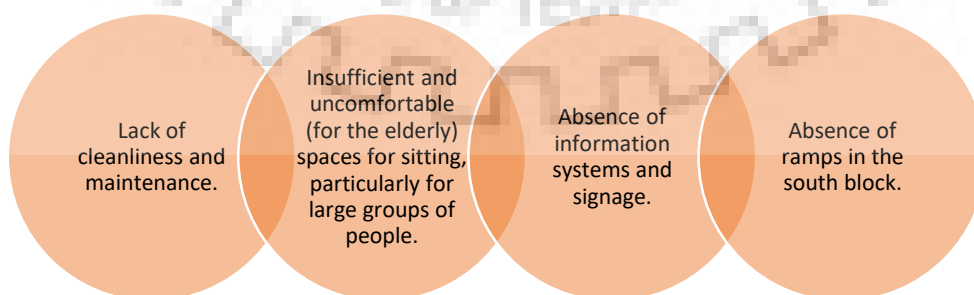 Lack of
cleanliness and
maintenance.
Insufficient and
uncomfortable
(for the elderly)
spaces for sitting,
particularly for
large groups of
people.
Absence of
information
systems and
signage.
Absence of
ramps in the
south block.